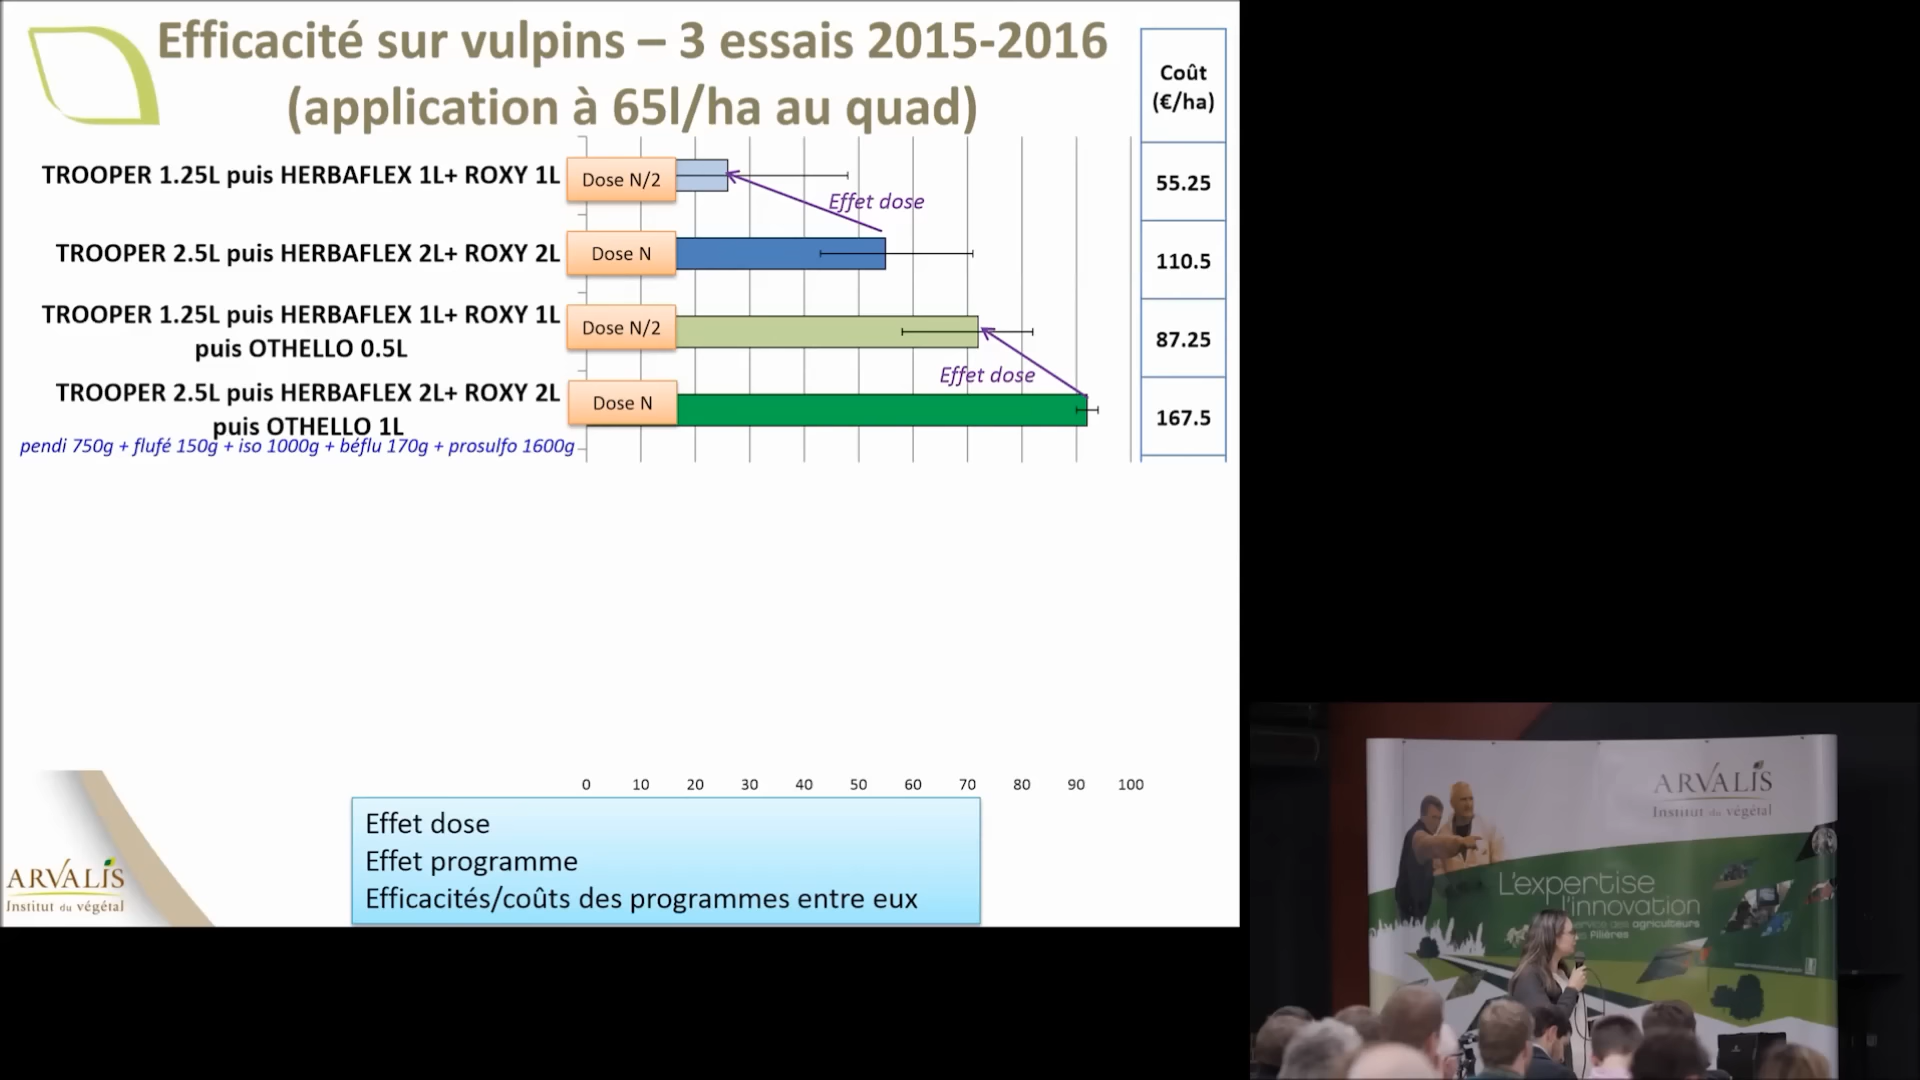 Efficacité sur vulpins – 3 essais 2015-2016
(application à 65l/ha au quad)
Coût
(€/ha)
TROOPER 1.25L puis HERBAFLEX 1L+ ROXY 1L
Dose N/2
Effet dose
55.25
TROOPER 2.5L puis HERBAFLEX 2L+ ROXY 2L
Dose N
110.5
TROOPER 1.25L puis HERBAFLEX 1L+ ROXY 1L
puis OTHELLO 0.5L
Dose N/2
87.25
Effet dose
TROOPER 2.5L puis HERBAFLEX 2L+ ROXY 2L
puis OTHELLO 1L
Dose N
167.5
pendi 750g + flufé 150g + iso 1000g + béflu 170g + prosulfo 1600g
0 10 20 30 40 50 60 70 80 90 100
Effet dose
Effet programme
Efficacités/coûts des programmes entre eux
ARVALIS
Institut du végétal
ARVALIS
Institut du végétal
L'expertise
l'innovation
service des agriculteurs
filières